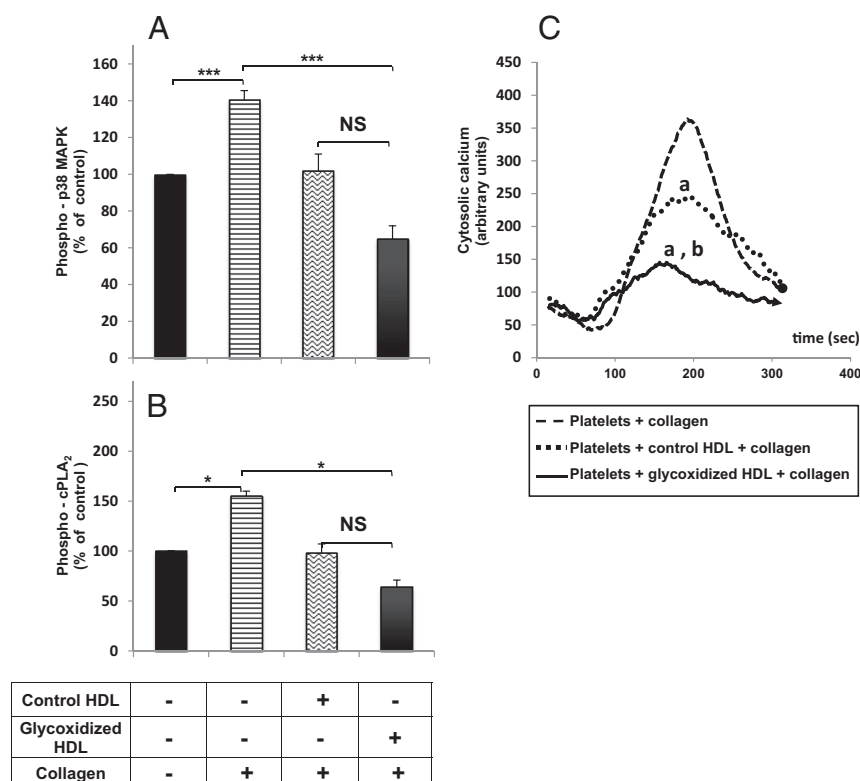 A
Phospho - p38 MAPK
(% of control)
160
140
120
100
80
60
40
20
0
***
***
NS
B
Phospho - cPLA2
(% of control )
250
200
150
100
50
0
*
*
NS
Control HDL - - + -
Glycoxidized
HDL - - - +
Collagen - + + +
C
Cytosolic calcium
(arbitrary units)
450
400
350
300
250
200
150
100
50
0
a
a , b
time (sec)
0 100 200 300 400
Platelets + collagen
Platelets + control HDL + collagen
Platelets + glycoxidized HDL + collagen